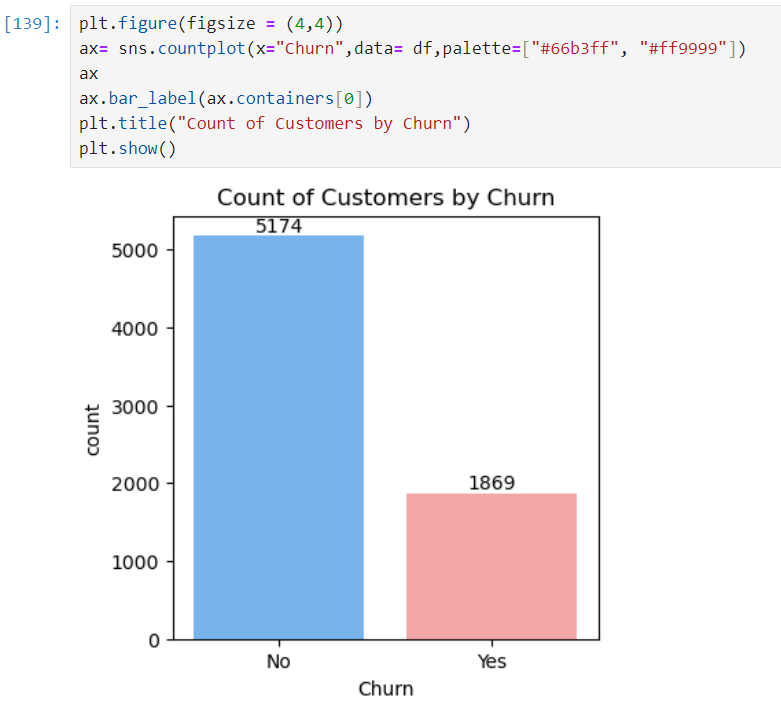 [139]: plt.figure(figsize = (4,4))
ax= sns.countplot(x="Churn",data= df,palette=["#66b3ff", "#ff9999"])
ax
ax.bar_label(ax.containers[0])
plt.title("Count of Customers by Churn")
plt.show()
Count of Customers by Churn
5174
5000
4000
3000
count
2000
1869
1000
0
No Yes
Churn